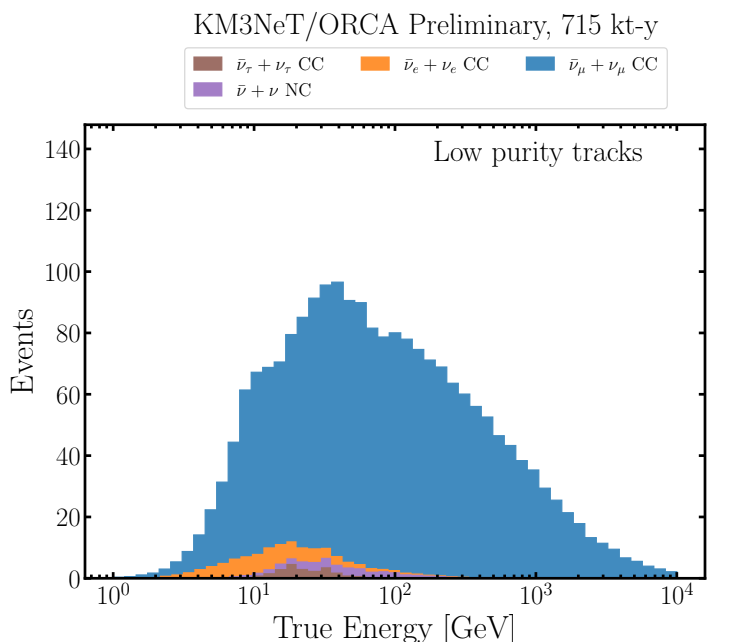 KM3NeT/ORCA Preliminary, 715 kt-y
ν̄τ + ντ CC
ν̄e + νe CC
ν̄μ + νμ CC
ν̄ + ν NC
Low purity tracks
140
120
100
80
60
40
20
0
Events
10⁰
10¹
10²
10³
10⁴
True Energy [GeV]